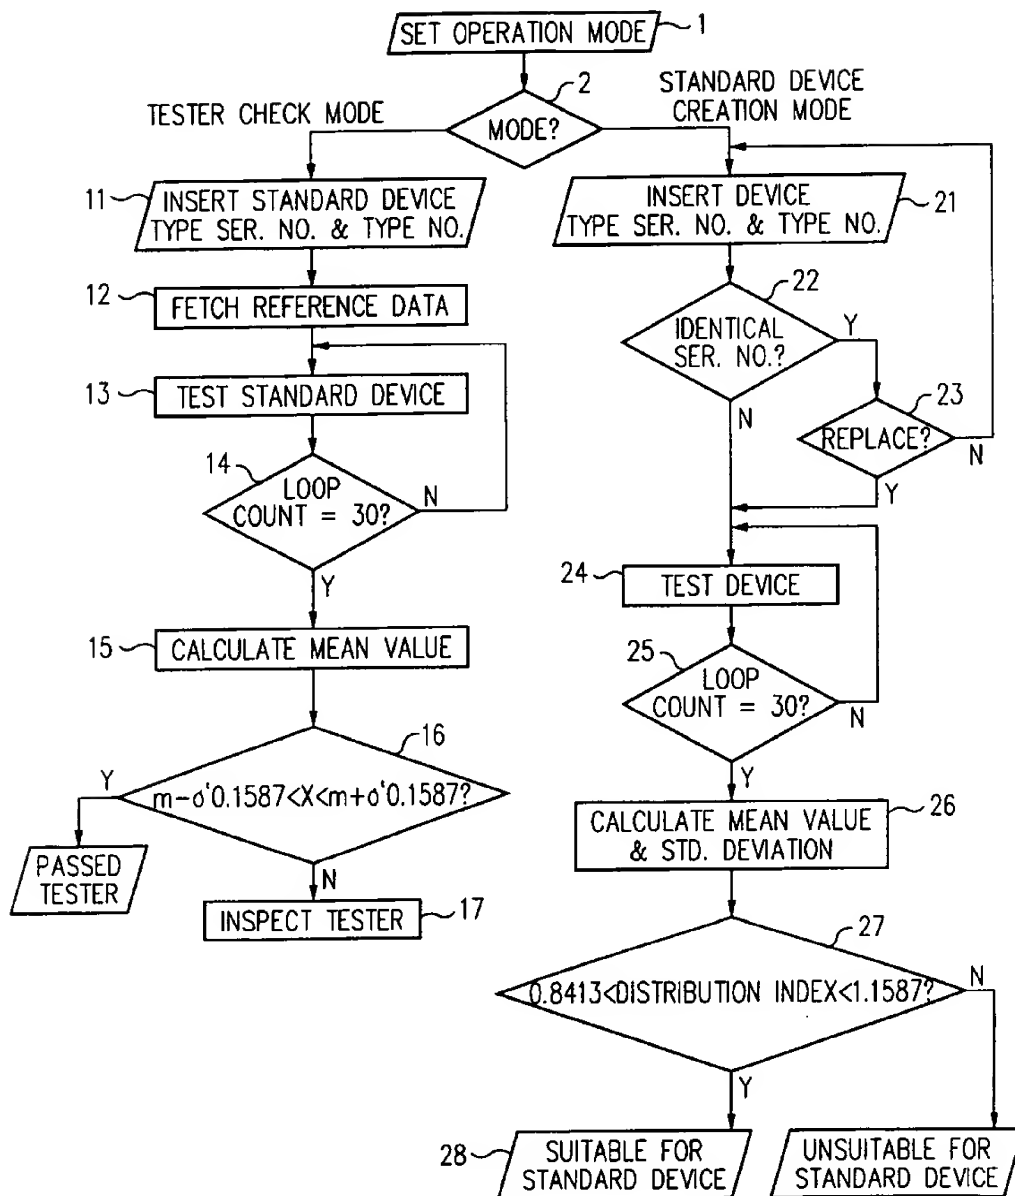 SET OPERATION MODE
1
2
MODE?
TESTER CHECK MODE
STANDARD DEVICE
CREATION MODE
11
INSERT STANDARD DEVICE
TYPE SER. NO. & TYPE NO.
12
FETCH REFERENCE DATA
13
TEST STANDARD DEVICE
14
LOOP
COUNT = 30?
N
Y
15
CALCULATE MEAN VALUE
16
Y
m-σ'0.1587<X<m+σ'0.1587?
PASSED
TESTER
N
INSPECT TESTER
17
INSERT DEVICE
TYPE SER. NO. & TYPE NO.
21
22
IDENTICAL
SER. NO.?
Y
N
23
REPLACE?
N
Y
24
TEST DEVICE
25
LOOP
COUNT = 30?
N
Y
CALCULATE MEAN VALUE
& STD. DEVIATION
26
27
0.8413<DISTRIBUTION INDEX<1.1587?
N
Y
28
SUITABLE FOR
STANDARD DEVICE
UNSUITABLE FOR
STANDARD DEVICE